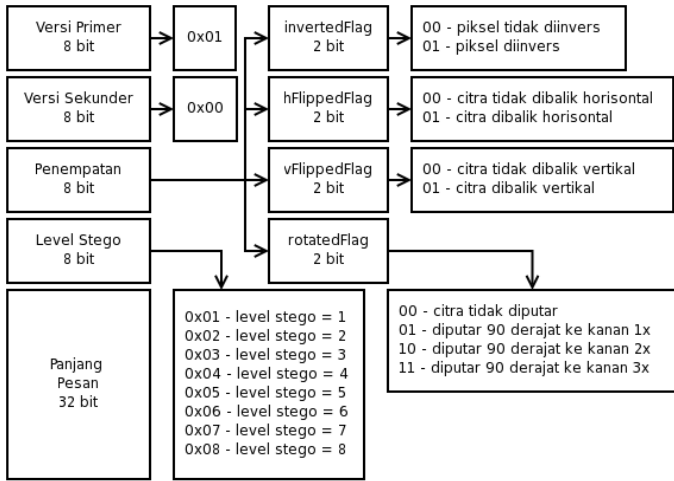 Versi Primer
8 bit
0x01
invertedFlag
2 bit
00 - piksel tidak diinvers
01 - piksel diinvers
Versi Sekunder
8 bit
0x00
hFlippedFlag
2 bit
00 - citra tidak dibalik horisontal
01 - citra dibalik horisontal
Penempatan
8 bit
vFlippedFlag
2 bit
00 - citra tidak dibalik vertikal
01 - citra dibalik vertikal
Level Stego
8 bit
rotatedFlag
2 bit
Panjang
Pesan
32 bit
0x01 - level stego = 1
0x02 - level stego = 2
0x03 - level stego = 3
0x04 - level stego = 4
0x05 - level stego = 5
0x06 - level stego = 6
0x07 - level stego = 7
0x08 - level stego = 8
00 - citra tidak diputar
01 - diputar 90 derajat ke kanan 1x
10 - diputar 90 derajat ke kanan 2x
11 - diputar 90 derajat ke kanan 3x